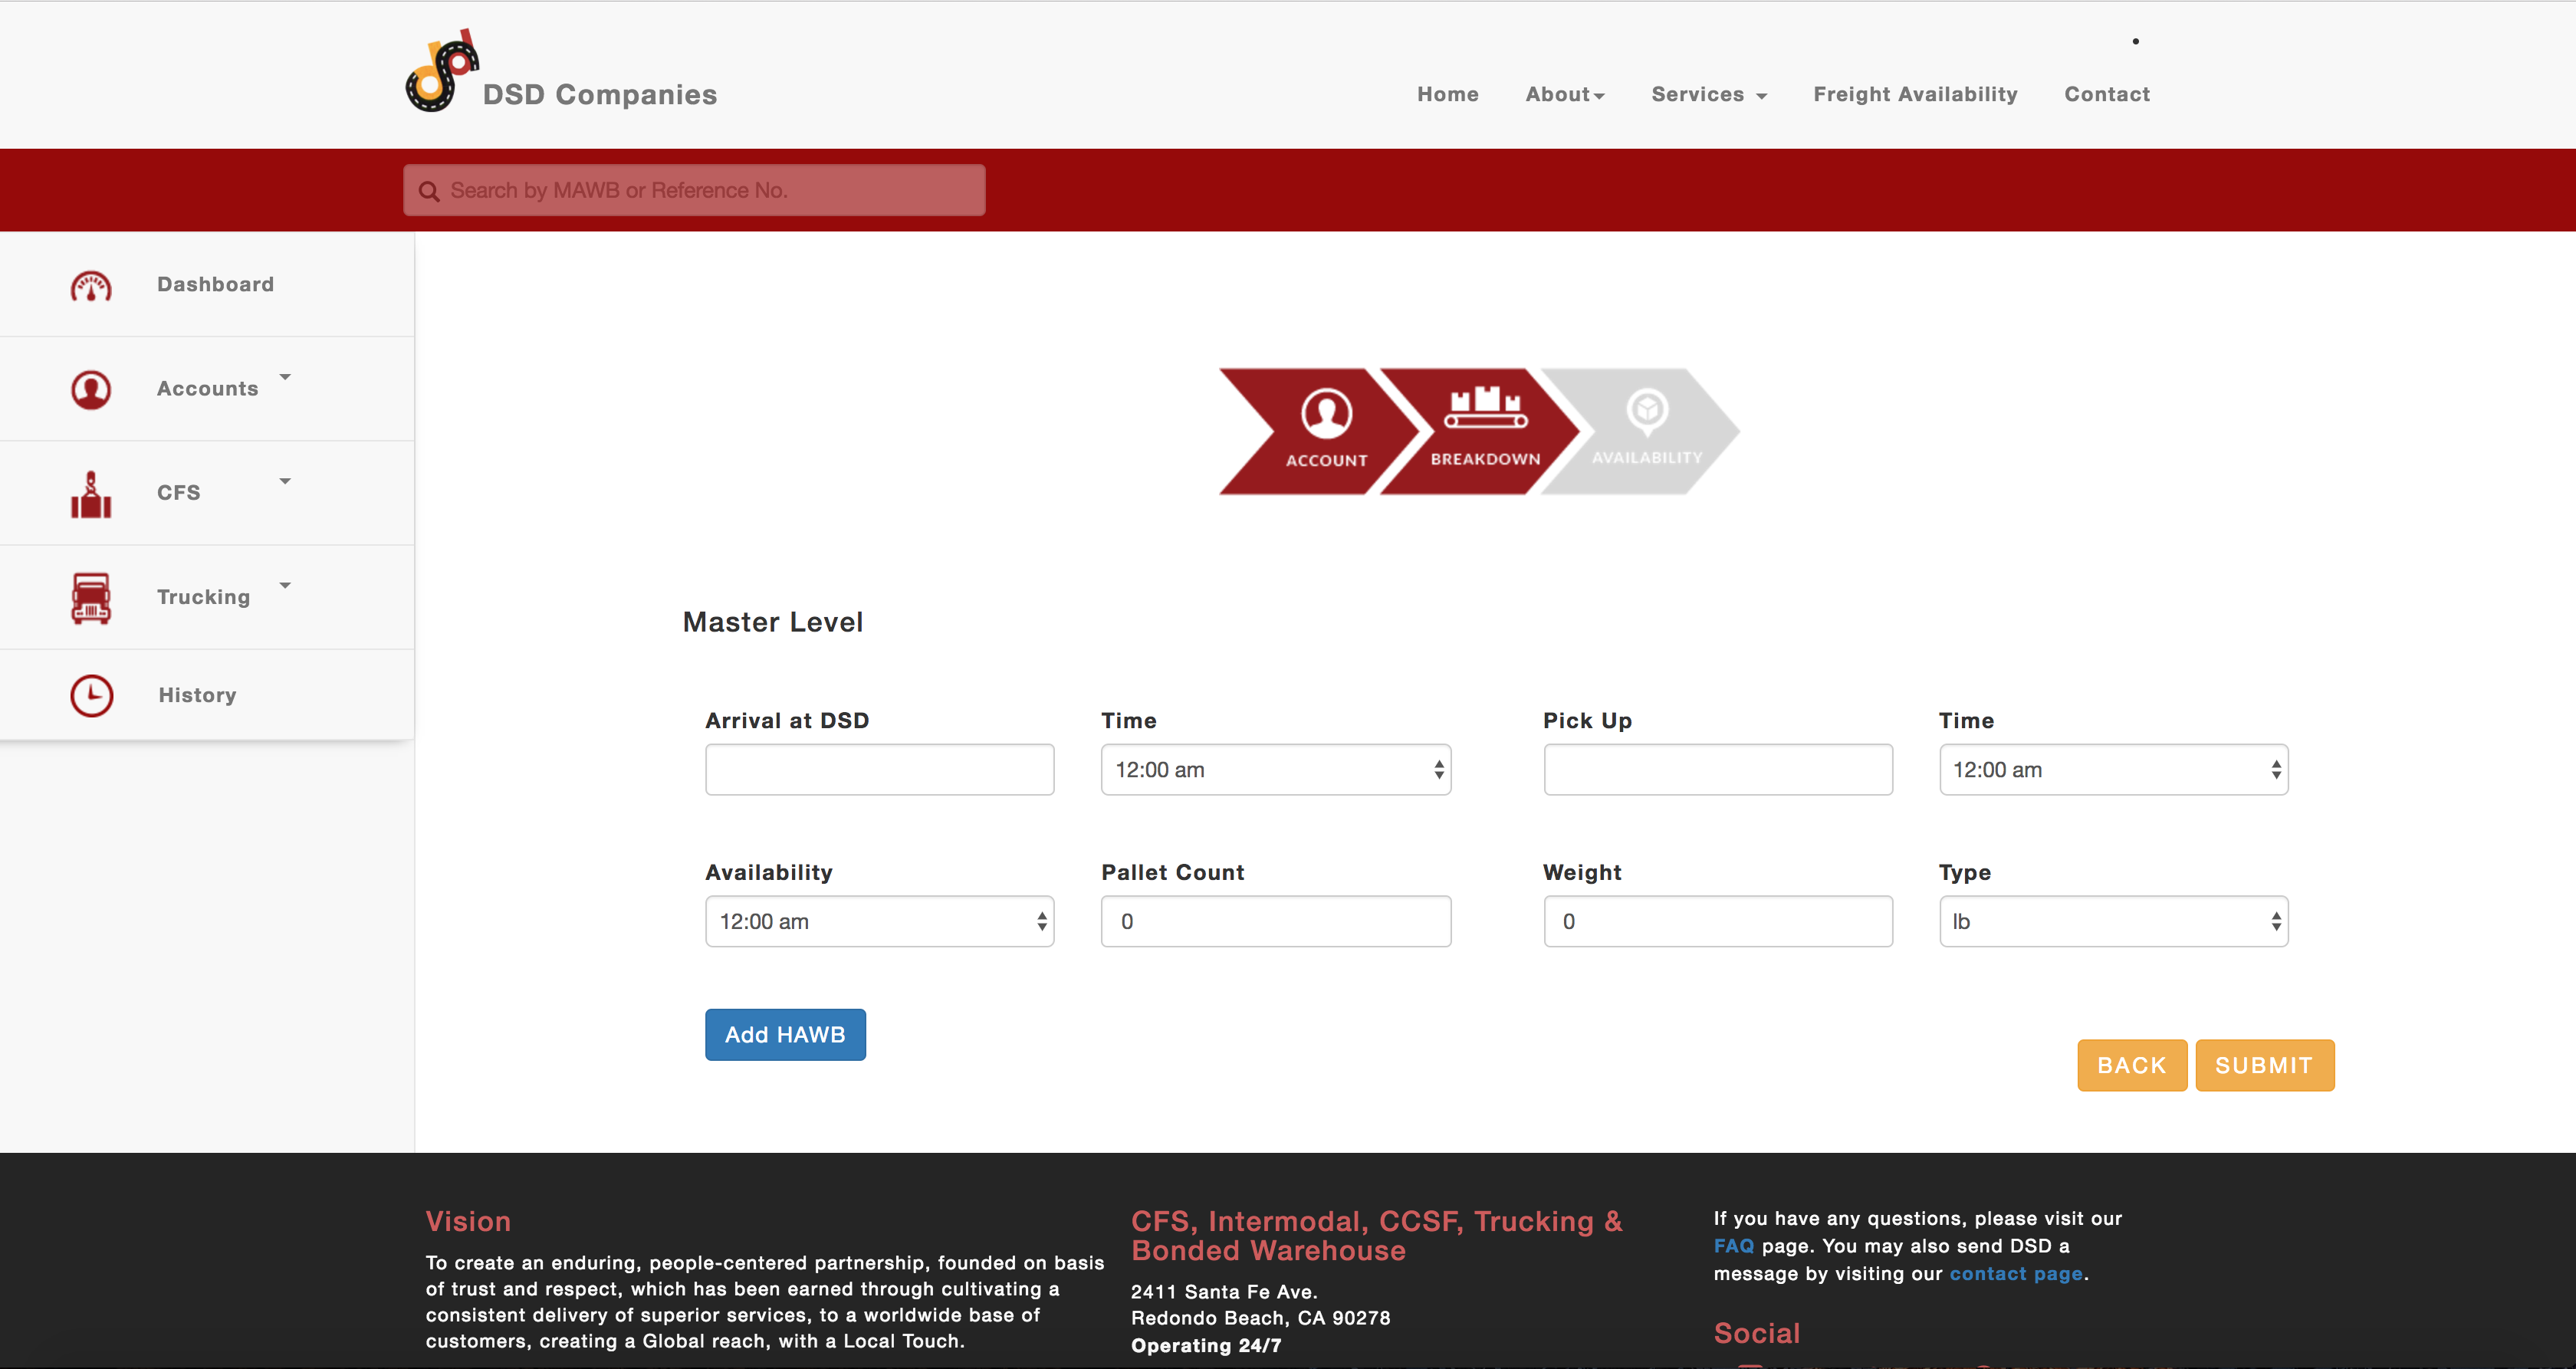 DSD Companies
Home About Services Freight Availability Contact
Search by MAWB or Reference No.
Dashboard
Accounts
CFS
Trucking
History
ACCOUNT BREAKDOWN AVAILABILITY
Master Level
Arrival at DSD Time Pick Up Time
12:00 am 12:00 am
Availability Pallet Count Weight Type
12:00 am 0 0 lb
Add HAWB
BACK SUBMIT
Vision
To create an enduring, people-centered partnership, founded on basis
of trust and respect, which has been earned through cultivating a
consistent delivery of superior services, to a worldwide base of
customers, creating a Global reach, with a Local Touch.
CFS, Intermodal, CCSF, Trucking &
Bonded Warehouse
2411 Santa Fe Ave.
Redondo Beach, CA 90278
Operating 24/7
If you have any questions, please visit our
FAQ page. You may also send DSD a
message by visiting our contact page.
Social